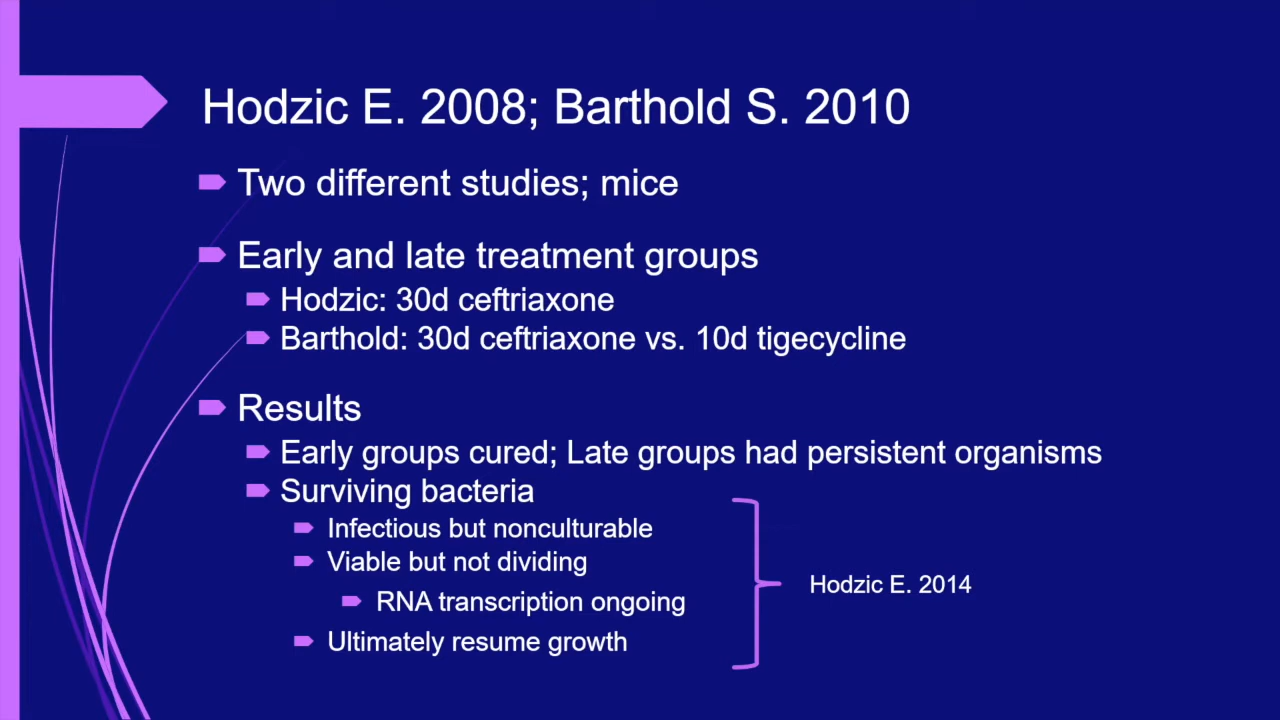 Hodzic E. 2008; Barthold S. 2010
Two different studies; mice
Early and late treatment groups
Hodzic: 30d ceftriaxone
Barthold: 30d ceftriaxone vs. 10d tigecycline
Results
Early groups cured; Late groups had persistent organisms
Surviving bacteria
Infectious but nonculturable
Viable but not dividing
RNA transcription ongoing
Ultimately resume growth
Hodzic E. 2014